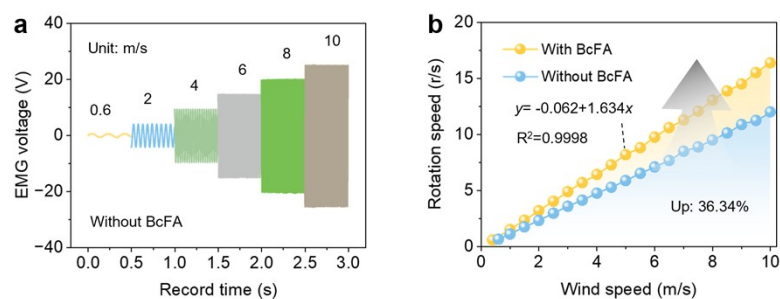 a
Unit: m/s
0.6
2
4
6
8
10
Without BcFA
EMG voltage (V)
40
20
0
−20
−40
0.0 0.5 1.0 1.5 2.0 2.5 3.0
Record time (s)
b
With BcFA
Without BcFA
y= -0.062+1.634x
R²=0.9998
Up: 36.34%
Rotation speed (r/s)
20
15
10
5
0
0 2 4 6 8 10
Wind speed (m/s)